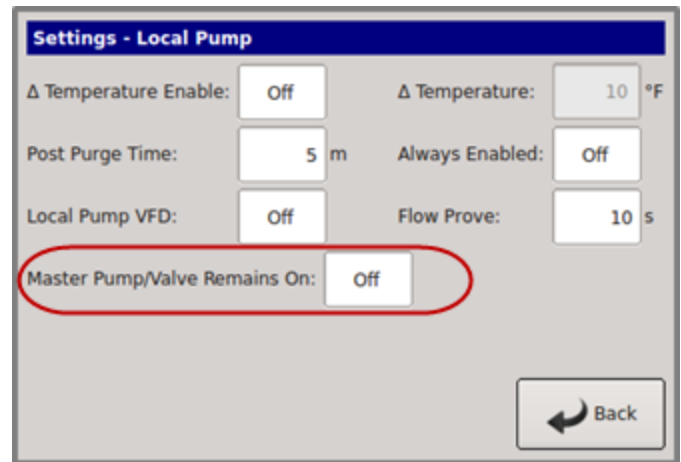 Settings - Local Pump
Δ Temperature Enable: Off Δ Temperature: 10 °F
Post Purge Time: 5 m Always Enabled: Off
Local Pump VFD: Off Flow Prove: 10 s
Master Pump/Valve Remains On: Off
Back